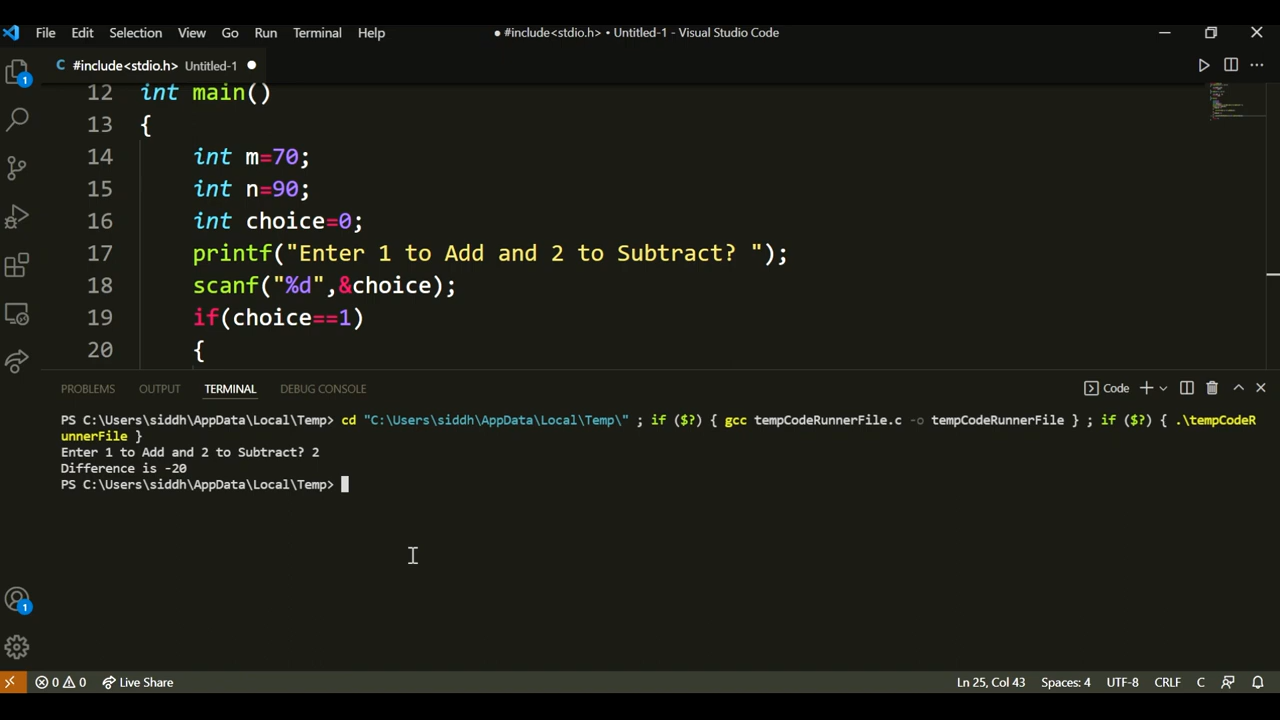 File Edit Selection View Go Run Terminal Help
● #include<stdio.h> • Untitled-1 - Visual Studio Code
C #include<stdio.h> Untitled-1 ●
12 int main()
13 {
14 int m=70;
15 int n=90;
16 int choice=0;
17 printf("Enter 1 to Add and 2 to Subtract? ");
18 scanf("%d",&choice);
19 if(choice==1)
20 {
PROBLEMS OUTPUT TERMINAL DEBUG CONSOLE
Code
PS C:\Users\siddh\AppData\Local\Temp> cd "C:\Users\siddh\AppData\Local\Temp\" ; if ($?) { gcc tempCodeRunnerFile.c -o tempCodeRunnerFile } ; if ($?) { .\tempCodeR
unnerFile }
Enter 1 to Add and 2 to Subtract? 2
Difference is -20
PS C:\Users\siddh\AppData\Local\Temp>
1
1
0 0 Live Share
Ln 25, Col 43 Spaces: 4 UTF-8 CRLF C